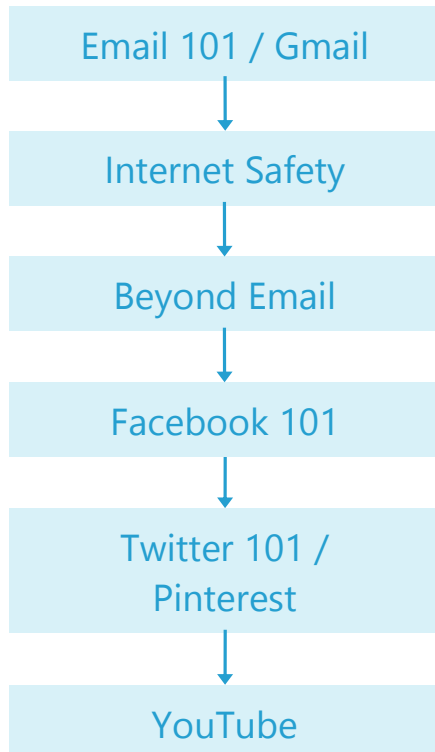 Email 101 / Gmail
Internet Safety
Beyond Email
Facebook 101
Twitter 101 /
Pinterest
YouTube